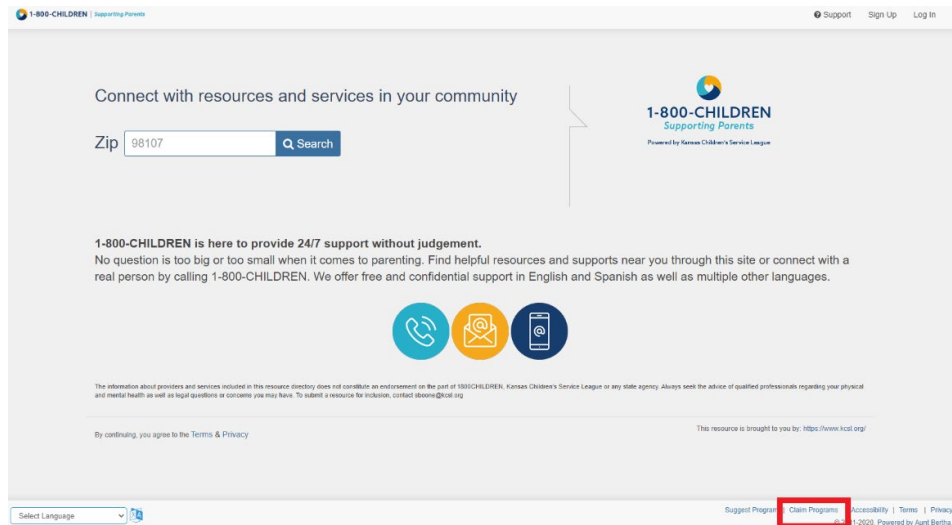 1-800-CHILDREN | Supporting Parents
Support Sign Up Log In
Connect with resources and services in your community
Zip 98107 Search
1-800-CHILDREN
Supporting Parents
Powered by Kansas Children's Service League
1-800-CHILDREN is here to provide 24/7 support without judgement.
No question is too big or too small when it comes to parenting. Find helpful resources and supports near you through this site or connect with a
real person by calling 1-800-CHILDREN. We offer free and confidential support in English and Spanish as well as multiple other languages.
The information about providers and services included in this resource directory does not constitute an endorsement on the part of 1800CHILDREN, Kansas Children's Service League or any state agency. Always seek the advice of qualified professionals regarding your physical
and mental health as well as legal questions or concerns you may have. To submit a resource for inclusion, contact sboone@kcsl.org
By continuing, you agree to the Terms & Privacy
This resource is brought to you by: https://www.kcsl.org/
Select Language
Suggest Program | Claim Programs | Accessibility | Terms | Privacy
-2020 Powered by Aunt Bertha